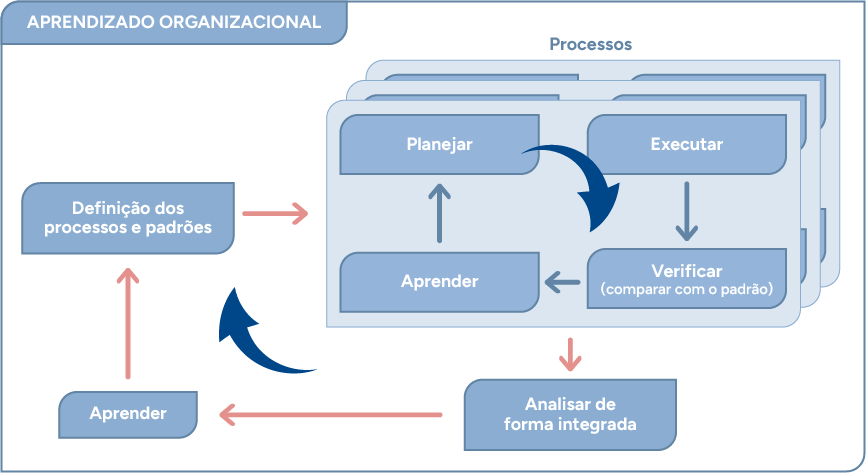 APRENDIZADO ORGANIZACIONAL
Processos
Planejar
Executar
Definição dos
processos e padrões
Aprender
Verificar
(comparar com o padrão)
Aprender
Analisar de
forma integrada